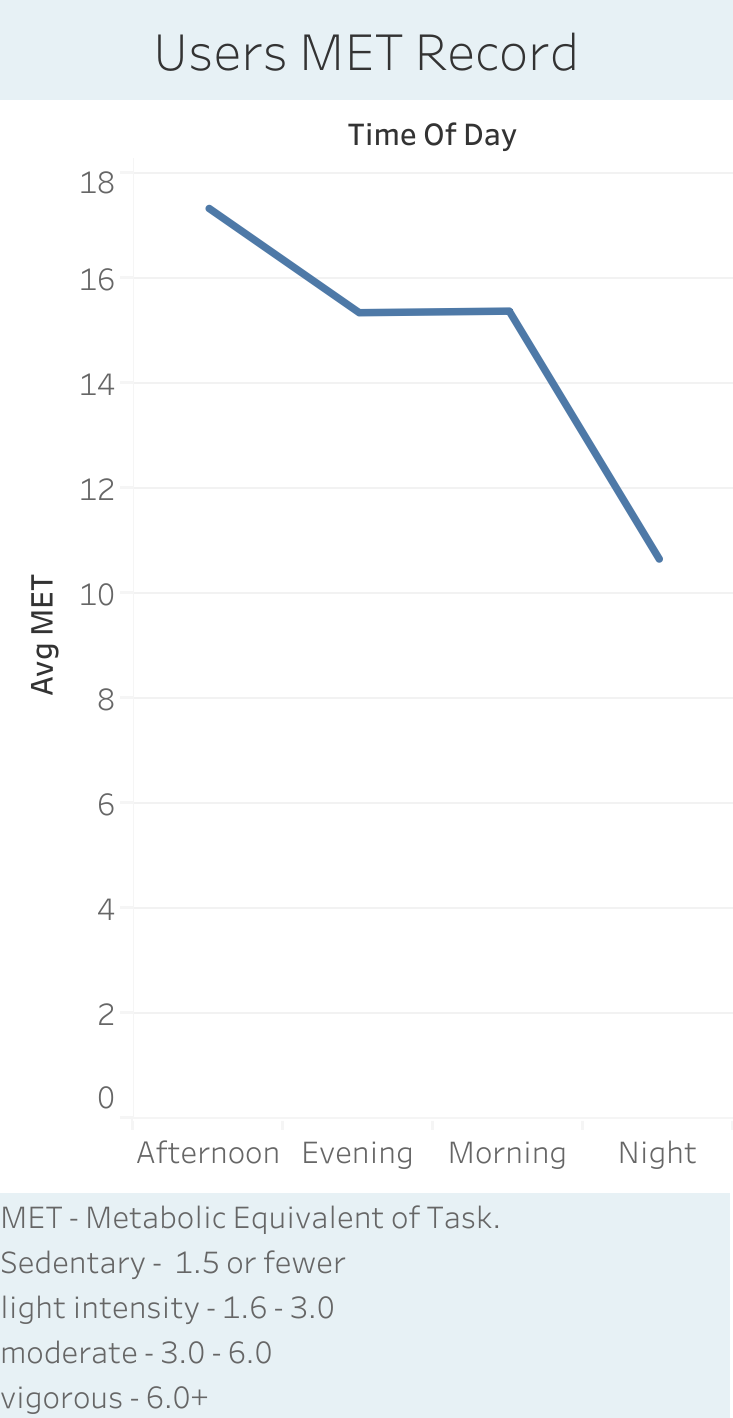 Users MET Record
Time Of Day
18
16
14
12
10
8
6
4
2
0
Avg MET
Afternoon Evening Morning Night
MET - Metabolic Equivalent of Task.
Sedentary -  1.5 or fewer
light intensity - 1.6 - 3.0
moderate - 3.0 - 6.0
vigorous - 6.0+